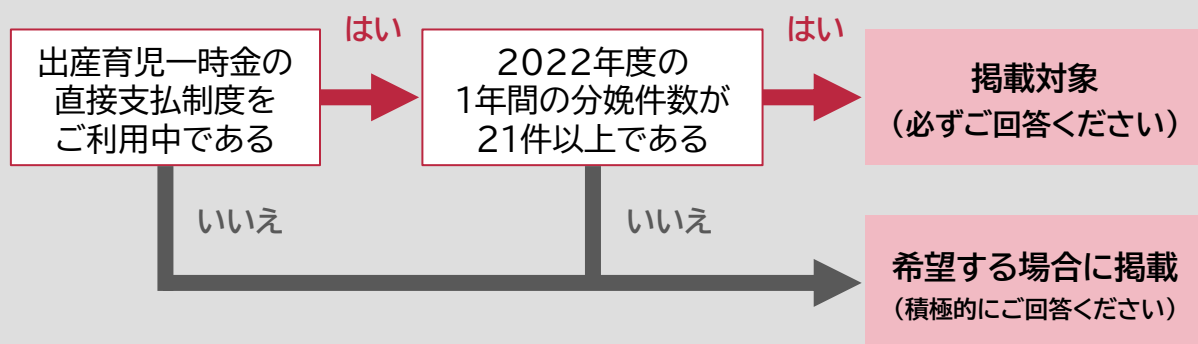 はい
はい
出産育児一時金の
直接支払制度を
ご利用中である
2022年度の
1年間の分娩件数が
21件以上である
掲載対象
（必ずご回答ください）
いいえ
いいえ
希望する場合に掲載
（積極的にご回答ください）